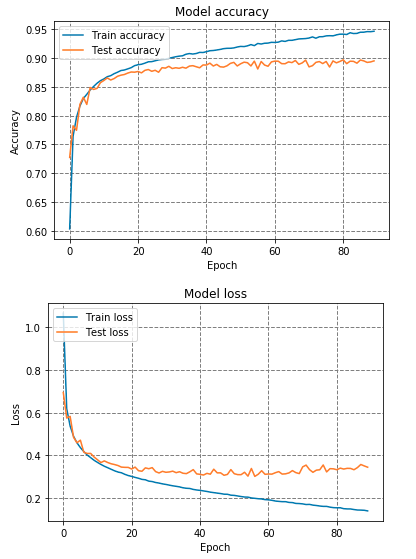 Model accuracy
Train accuracy
Test accuracy
0.95
0.90
0.85
0.80
0.75
0.70
0.65
0.60
Accuracy
0 20 40 60 80
Epoch
Model loss
Train loss
Test loss
1.0
0.8
0.6
0.4
0.2
Loss
0 20 40 60 80
Epoch